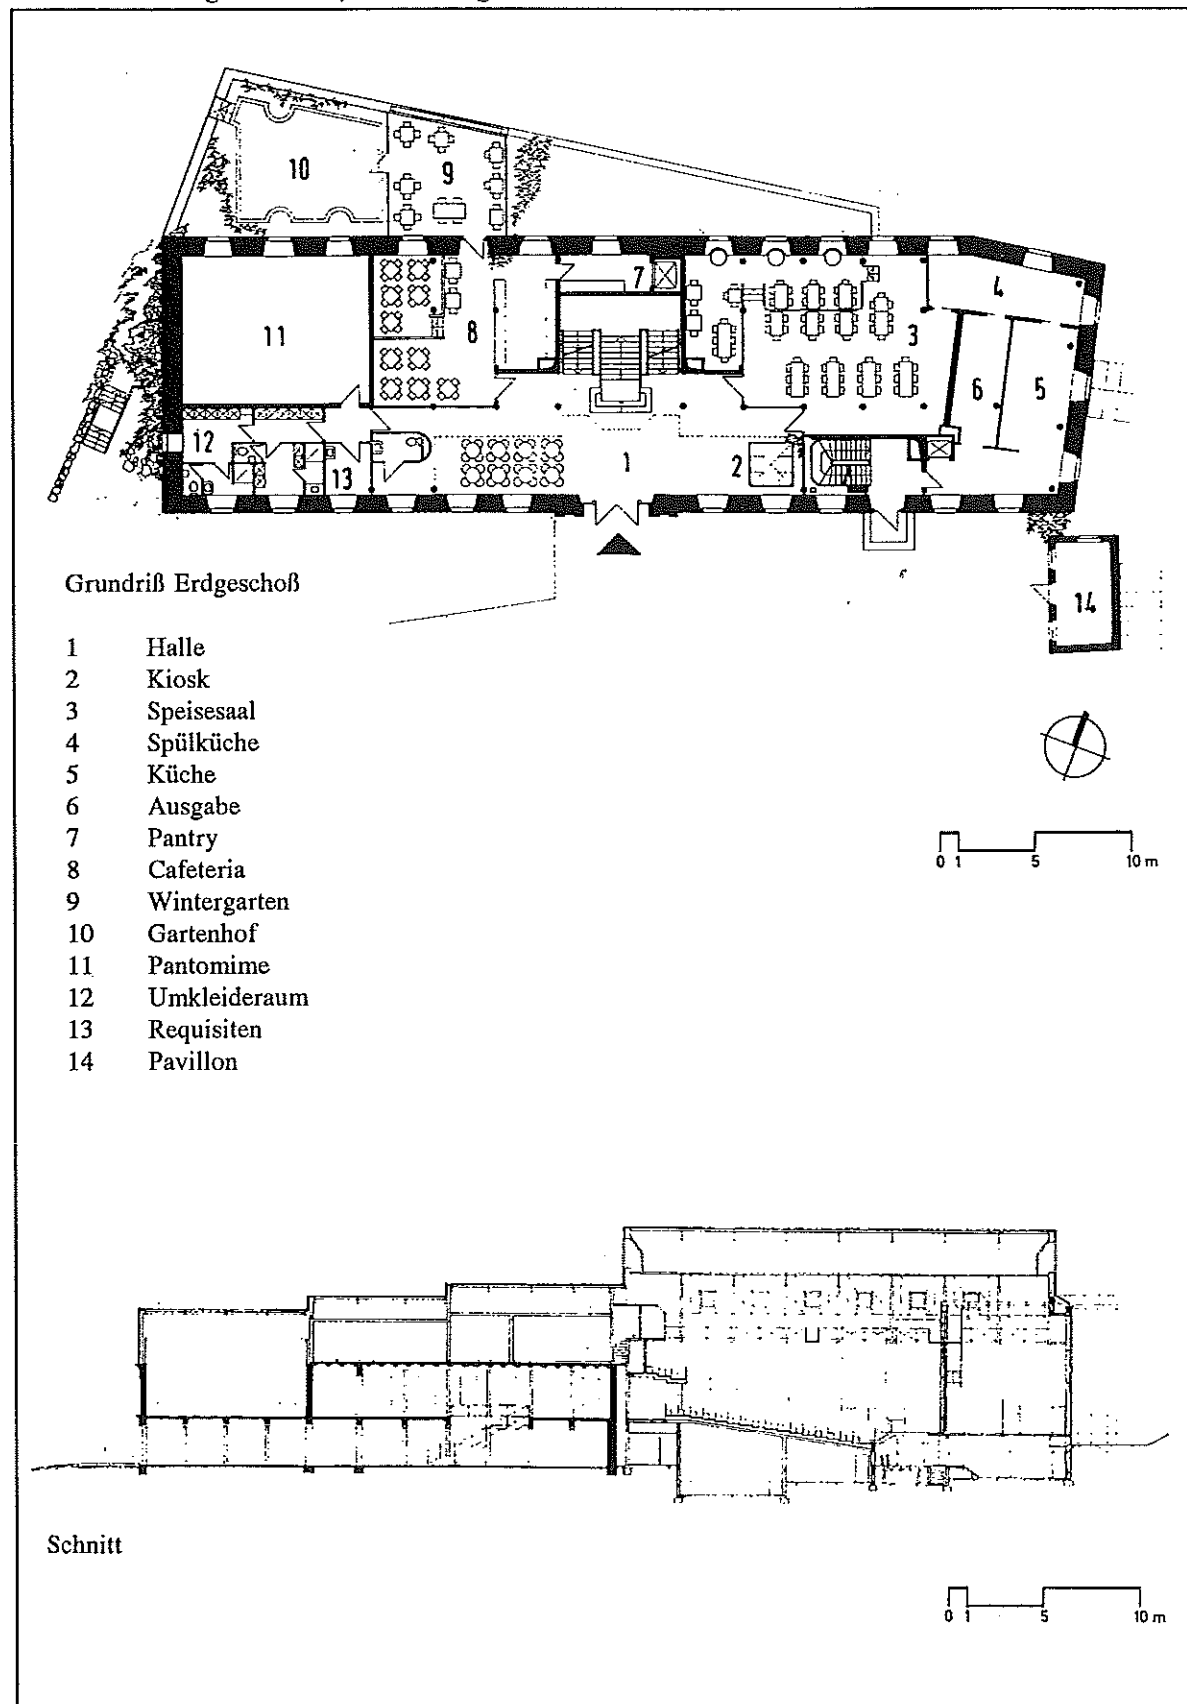 10
9
7
4
11
8
3
6
5
12
13
1
2
14
Grundriß Erdgeschoß
1 Halle
2 Kiosk
3 Speisesaal
4 Spülküche
5 Küche
6 Ausgabe
7 Pantry
8 Cafeteria
9 Wintergarten
10 Gartenhof
11 Pantomime
12 Umkleideraum
13 Requisiten
14 Pavillon
0 1 5 10 m
Schnitt
0 1 5 10 m